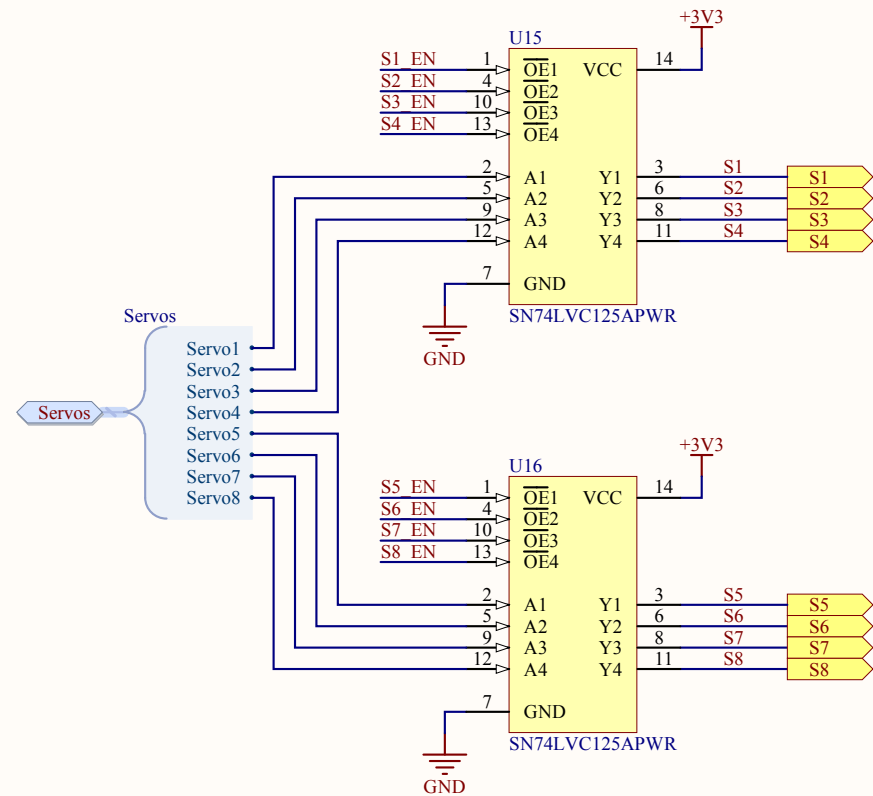 +3V3
U15
S1_EN 1 OE1 VCC 14
S2_EN 4 OE2
S3_EN 10 OE3
S4_EN 13 OE4
2 A1 Y1 3 S1 S1
5 A2 Y2 6 S2 S2
9 A3 Y3 8 S3 S3
12 A4 Y4 11 S4 S4
7 GND
SN74LVC125APWR
GND
Servos
Servo1
Servo2
Servo3
Servo4
Servos
Servo5
Servo6
Servo7
Servo8
+3V3
U16
S5_EN 1 OE1 VCC 14
S6_EN 4 OE2
S7_EN 10 OE3
S8_EN 13 OE4
2 A1 Y1 3 S5 S5
5 A2 Y2 6 S6 S6
9 A3 Y3 8 S7 S7
12 A4 Y4 11 S8 S8
7 GND
SN74LVC125APWR
GND